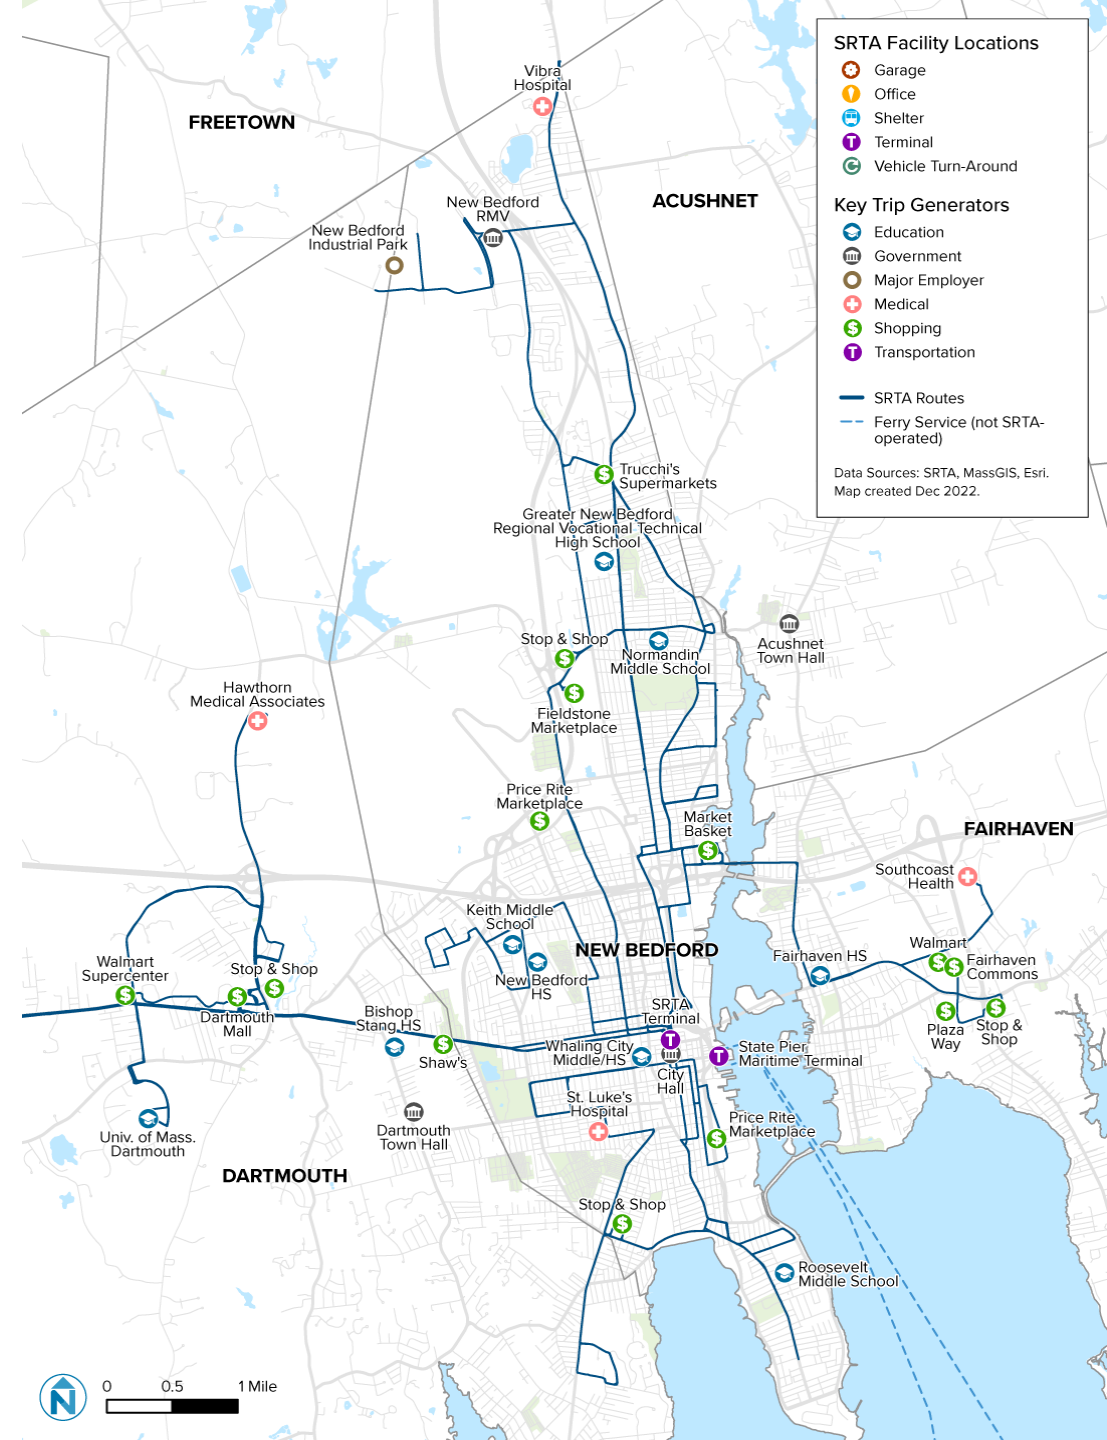 SRTA Facility Locations
Garage
Office
Shelter
T Terminal
Vehicle Turn-Around
Key Trip Generators
Education
Government
Major Employer
Medical
$ Shopping
T Transportation
SRTA Routes
Ferry Service (not SRTA-
operated)
Data Sources: SRTA, MassGIS, Esri.
Map created Dec 2022.
Vibra
Hospital
FREETOWN
ACUSHNET
New Bedford
RMV
New Bedford
Industrial Park
$ Trucchi's
Supermarkets
Greater New Bedford
Regional Vocational Technical
High School
Stop & Shop
$
Normandin
Middle School
Acushnet
Town Hall
Hawthorn
Medical Associates
$
Fieldstone
Marketplace
Price Rite
Marketplace
$
Market
Basket
$
FAIRHAVEN
Southcoast
Health
Keith Middle
School
NEW BEDFORD
New Bedford
HS
Fairhaven HS
Walmart
$ $
Fairhaven
Commons
Walmart
Supercenter
$
Stop & Shop
$ $
Dartmouth
Mall
Bishop
Stang HS
$
Shaw's
SRTA
Terminal
T
Whaling City
Middle/HS
City
Hall
T
State Pier
Maritime Terminal
$
Plaza
Way
$
Stop &
Shop
St. Luke's
Hospital
Price Rite
Marketplace
$
Univ. of Mass.
Dartmouth
Dartmouth
Town Hall
DARTMOUTH
Stop & Shop
$
Roosevelt
Middle School
N
0 0.5 1 Mile